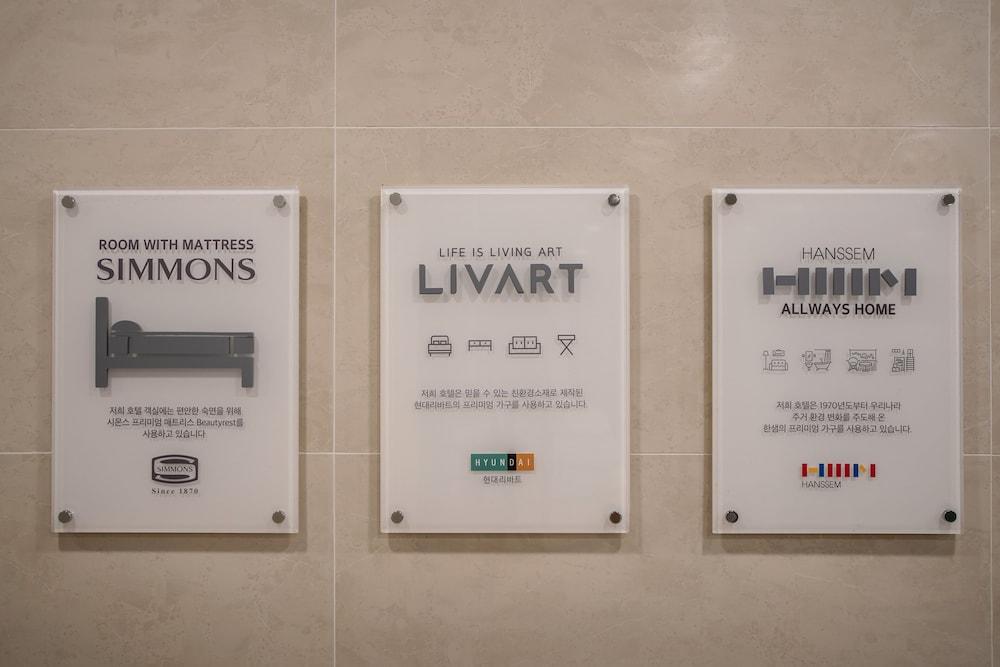 ROOM WITH MATTRESS
SIMMONS
저희 호텔 객실에는 편안한 숙면을 위해
시몬스 프리미엄 매트리스 Beautyrest를
사용하고 있습니다
SIMMONS
Since 1870
LIFE IS LIVING ART
LIVART
저희 호텔은 믿을 수 있는 친환경소재로 제작된
현대리바트의 프리미엄 가구를 사용하고 있습니다.
HYUNDAI
현대리바트
HANSSEM
ALLWAYS HOME
저희 호텔은 1970년도부터 우리나라
주거 환경 변화를 주도해 온
한샘의 프리미엄 가구를 사용하고 있습니다.
HANSSEM